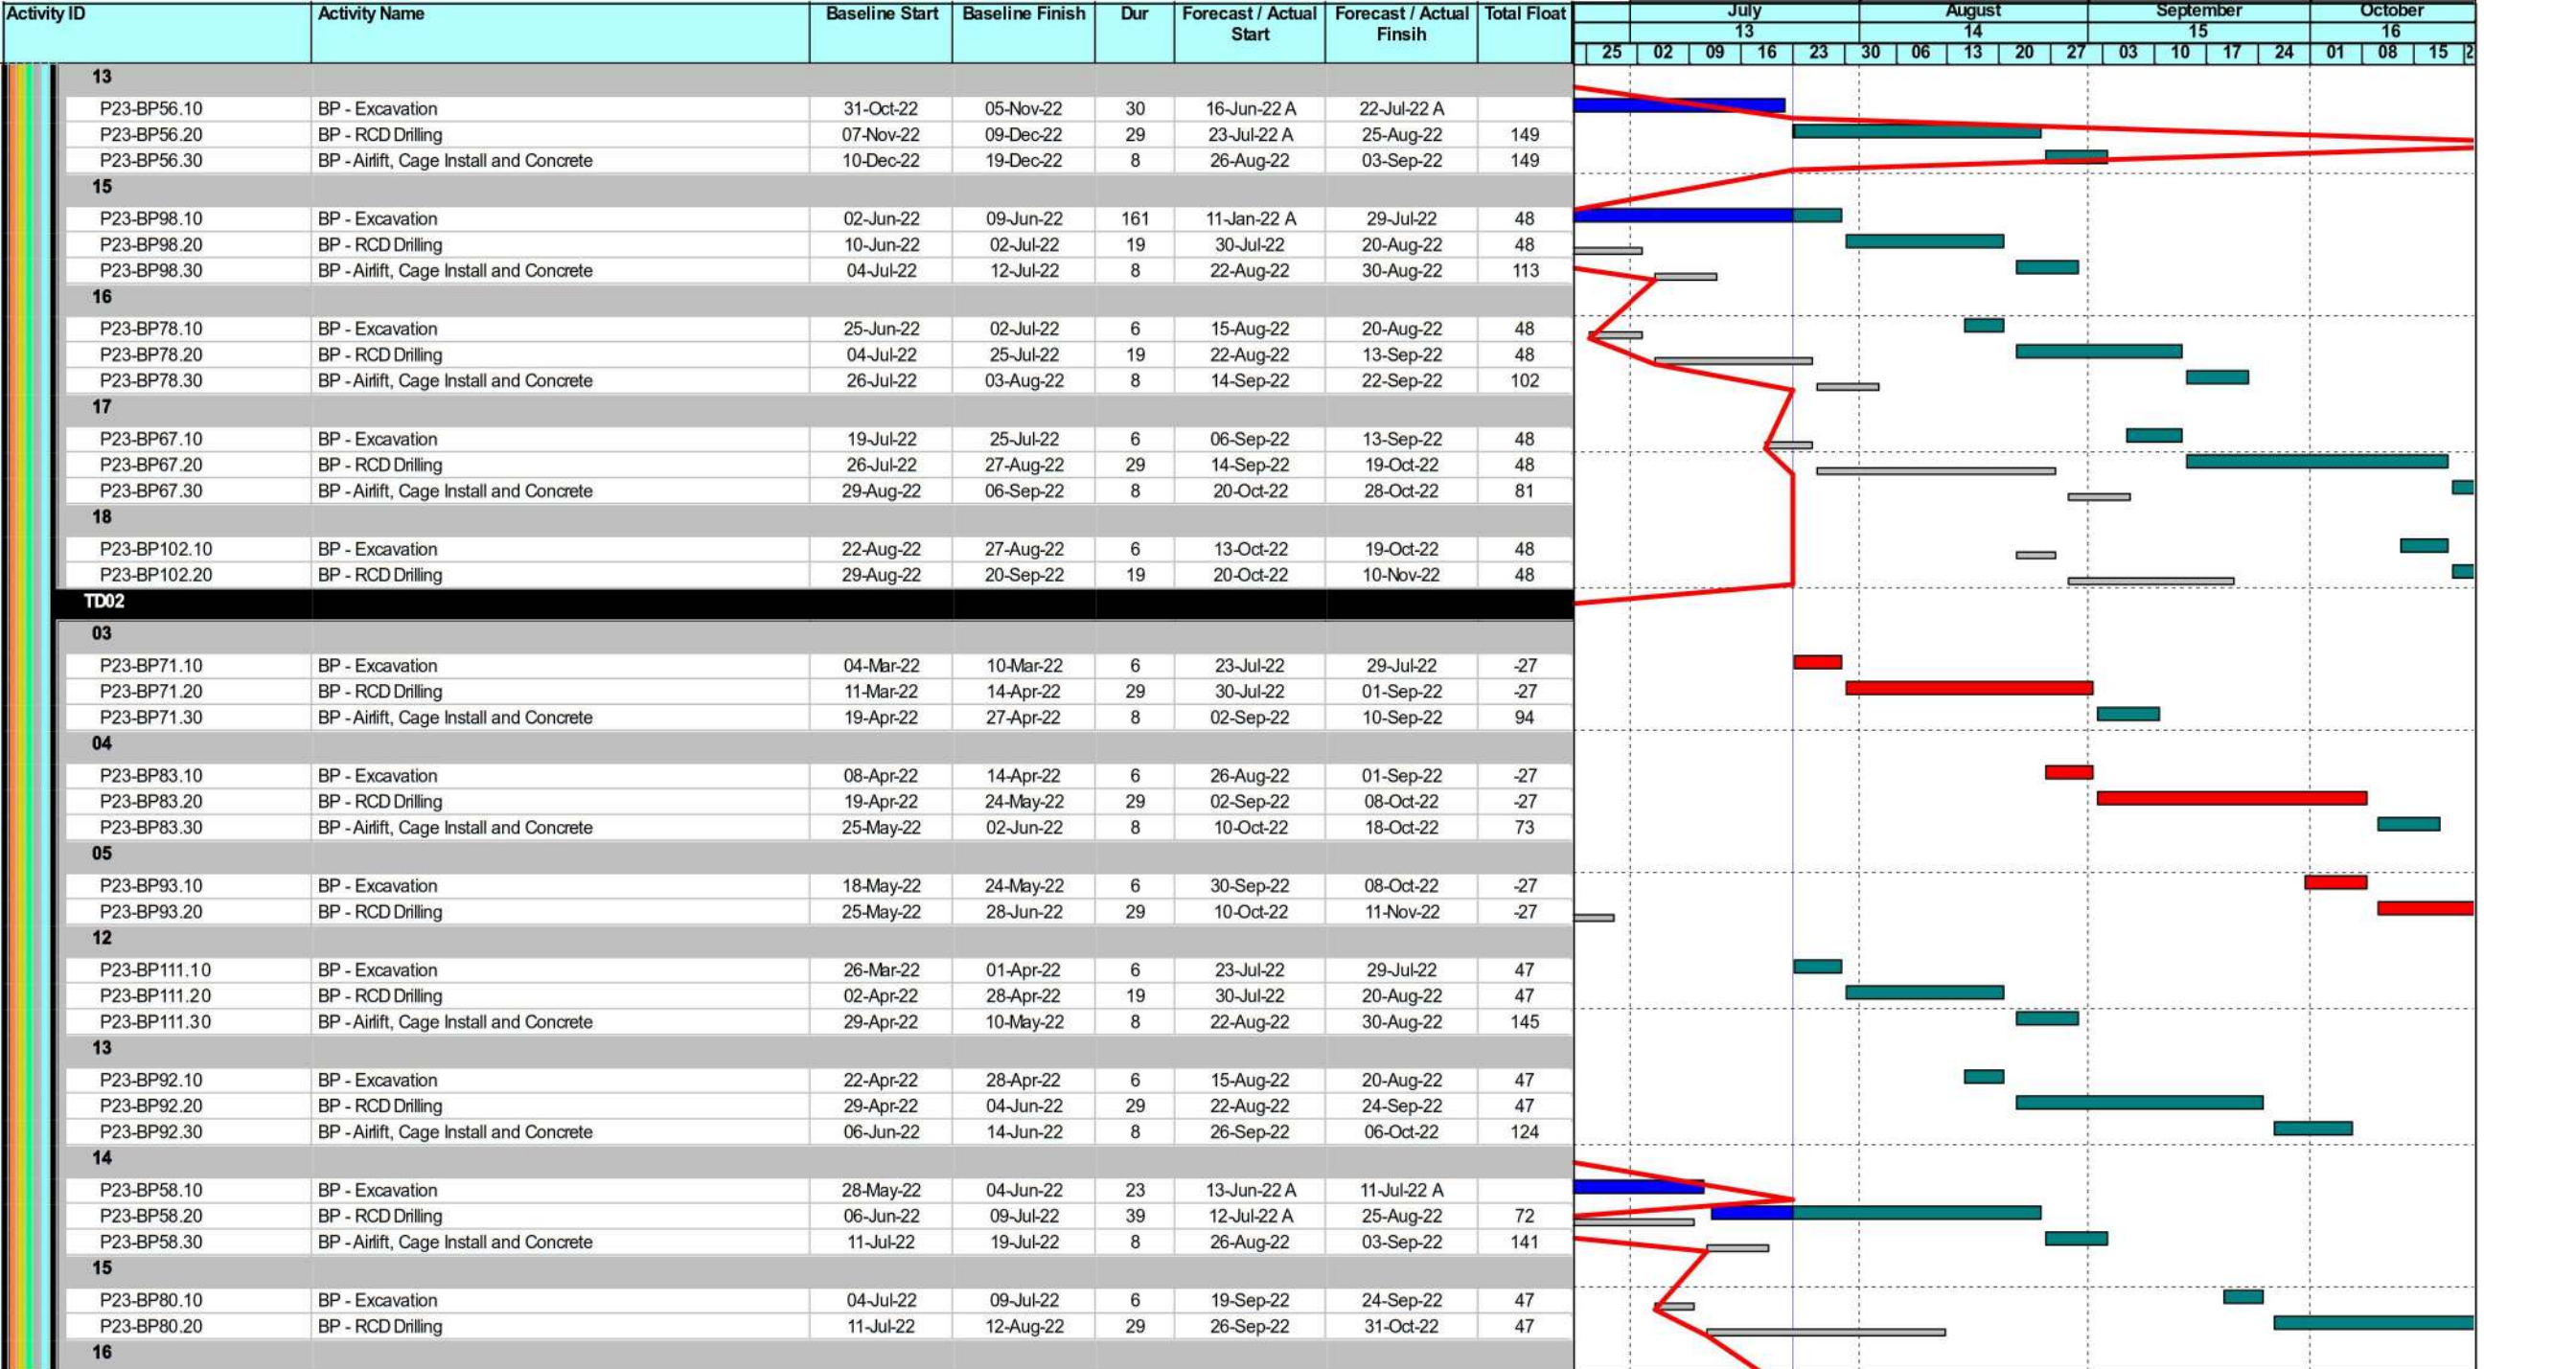 Activity ID Activity Name Baseline Start Baseline Finish Dur Forecast / Actual Start Forecast / Actual Finsih Total Float July August September October
13 14 15 16
25 02 09 16 23 30 06 13 20 27 03 10 17 24 01 08 15 2
13
P23-BP56.10 BP - Excavation 31-Oct-22 05-Nov-22 30 16-Jun-22 A 22-Jul-22 A
P23-BP56.20 BP - RCD Drilling 07-Nov-22 09-Dec-22 29 23-Jul-22 A 25-Aug-22 149
P23-BP56.30 BP - Airlift, Cage Install and Concrete 10-Dec-22 19-Dec-22 8 26-Aug-22 03-Sep-22 149
15
P23-BP98.10 BP - Excavation 02-Jun-22 09-Jun-22 161 11-Jan-22 A 29-Jul-22 48
P23-BP98.20 BP - RCD Drilling 10-Jun-22 02-Jul-22 19 30-Jul-22 20-Aug-22 48
P23-BP98.30 BP - Airlift, Cage Install and Concrete 04-Jul-22 12-Jul-22 8 22-Aug-22 30-Aug-22 113
16
P23-BP78.10 BP - Excavation 25-Jun-22 02-Jul-22 6 15-Aug-22 20-Aug-22 48
P23-BP78.20 BP - RCD Drilling 04-Jul-22 25-Jul-22 19 22-Aug-22 13-Sep-22 48
P23-BP78.30 BP - Airlift, Cage Install and Concrete 26-Jul-22 03-Aug-22 8 14-Sep-22 22-Sep-22 102
17
P23-BP67.10 BP - Excavation 19-Jul-22 25-Jul-22 6 06-Sep-22 13-Sep-22 48
P23-BP67.20 BP - RCD Drilling 26-Jul-22 27-Aug-22 29 14-Sep-22 19-Oct-22 48
P23-BP67.30 BP - Airlift, Cage Install and Concrete 29-Aug-22 06-Sep-22 8 20-Oct-22 28-Oct-22 81
18
P23-BP102.10 BP - Excavation 22-Aug-22 27-Aug-22 6 13-Oct-22 19-Oct-22 48
P23-BP102.20 BP - RCD Drilling 29-Aug-22 20-Sep-22 19 20-Oct-22 10-Nov-22 48
TD02
03
P23-BP71.10 BP - Excavation 04-Mar-22 10-Mar-22 6 23-Jul-22 29-Jul-22 -27
P23-BP71.20 BP - RCD Drilling 11-Mar-22 14-Apr-22 29 30-Jul-22 01-Sep-22 -27
P23-BP71.30 BP - Airlift, Cage Install and Concrete 19-Apr-22 27-Apr-22 8 02-Sep-22 10-Sep-22 94
04
P23-BP83.10 BP - Excavation 08-Apr-22 14-Apr-22 6 26-Aug-22 01-Sep-22 -27
P23-BP83.20 BP - RCD Drilling 19-Apr-22 24-May-22 29 02-Sep-22 08-Oct-22 -27
P23-BP83.30 BP - Airlift, Cage Install and Concrete 25-May-22 02-Jun-22 8 10-Oct-22 18-Oct-22 73
05
P23-BP93.10 BP - Excavation 18-May-22 24-May-22 6 30-Sep-22 08-Oct-22 -27
P23-BP93.20 BP - RCD Drilling 25-May-22 28-Jun-22 29 10-Oct-22 11-Nov-22 -27
12
P23-BP111.10 BP - Excavation 26-Mar-22 01-Apr-22 6 23-Jul-22 29-Jul-22 47
P23-BP111.20 BP - RCD Drilling 02-Apr-22 28-Apr-22 19 30-Jul-22 20-Aug-22 47
P23-BP111.30 BP - Airlift, Cage Install and Concrete 29-Apr-22 10-May-22 8 22-Aug-22 30-Aug-22 145
13
P23-BP92.10 BP - Excavation 22-Apr-22 28-Apr-22 6 15-Aug-22 20-Aug-22 47
P23-BP92.20 BP - RCD Drilling 29-Apr-22 04-Jun-22 29 22-Aug-22 24-Sep-22 47
P23-BP92.30 BP - Airlift, Cage Install and Concrete 06-Jun-22 14-Jun-22 8 26-Sep-22 06-Oct-22 124
14
P23-BP58.10 BP - Excavation 28-May-22 04-Jun-22 23 13-Jun-22 A 11-Jul-22 A
P23-BP58.20 BP - RCD Drilling 06-Jun-22 09-Jul-22 39 12-Jul-22 A 25-Aug-22 72
P23-BP58.30 BP - Airlift, Cage Install and Concrete 11-Jul-22 19-Jul-22 8 26-Aug-22 03-Sep-22 141
15
P23-BP80.10 BP - Excavation 04-Jul-22 09-Jul-22 6 19-Sep-22 24-Sep-22 47
P23-BP80.20 BP - RCD Drilling 11-Jul-22 12-Aug-22 29 26-Sep-22 31-Oct-22 47
16